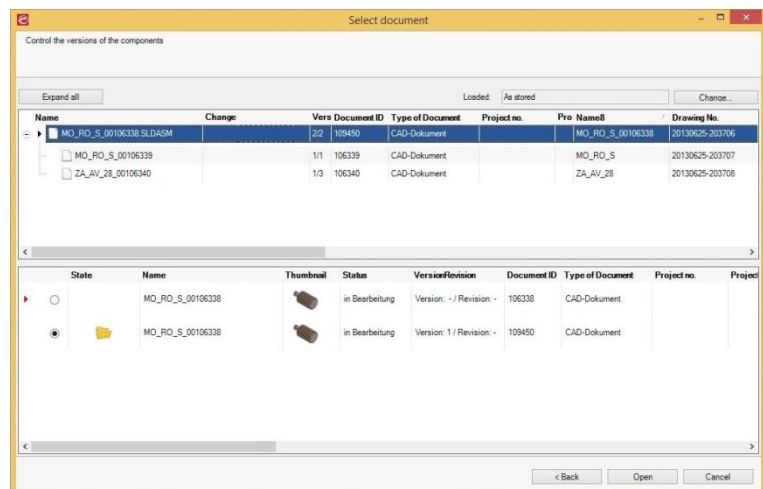 Select document
Control the versions of the components
Expand all Loaded: As stored Change...
Name Change Vers Document ID Type of Document Project no. Pro Name8 Drawing No.
MO_RO_S_00106338.SLDASM 2/2 109450 CAD-Dokument MO_RO_S_00106338 20130625-203706
MO_RO_S_00106339 1/1 106339 CAD-Dokument MO_RO_S 20130625-203707
ZA_AV_28_00106340 1/3 106340 CAD-Dokument ZA_AV_28 20130625-203708
State Name Thumbnail Status VersionRevision Document ID Type of Document Project no. Project
MO_RO_S_00106338 in Bearbeitung Version: - / Revision: - 106338 CAD-Dokument
MO_RO_S_00106338 in Bearbeitung Version: 1 / Revision: - 109450 CAD-Dokument
< Back Open Cancel